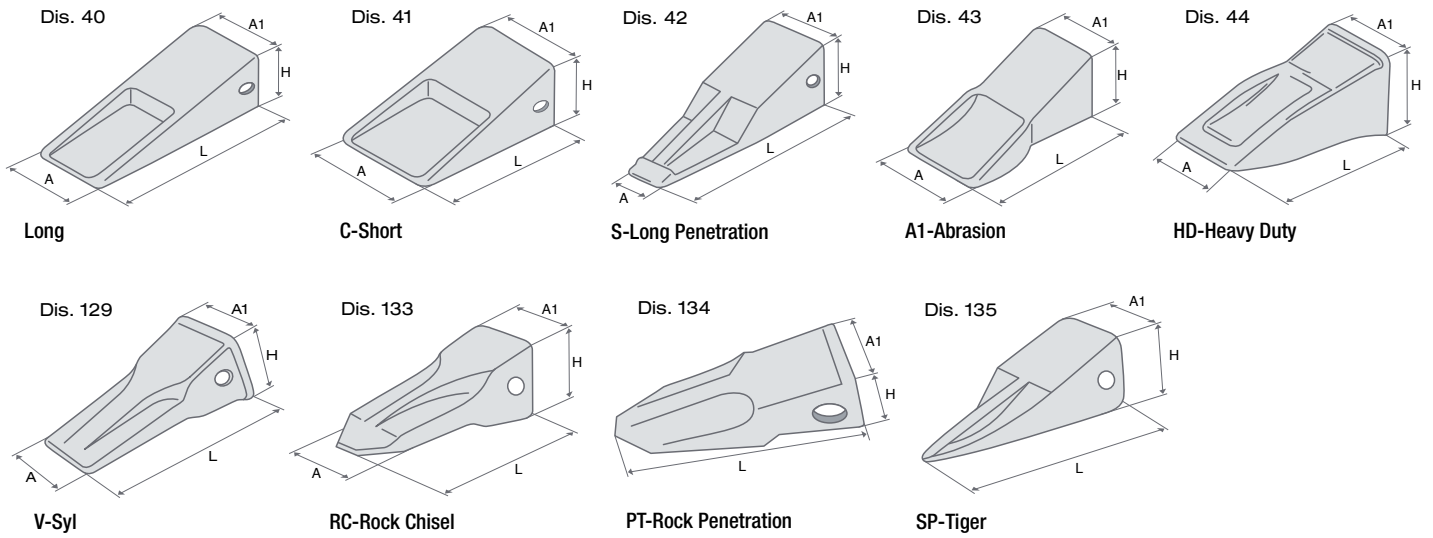 Dis. 40
A1
H
L
A
Long
Dis. 41
A1
H
L
A
C-Short
Dis. 42
A1
H
L
A
S-Long Penetration
Dis. 43
A1
H
L
A
A1-Abrasion
Dis. 44
A1
H
L
A
HD-Heavy Duty
Dis. 129
A1
H
L
A
V-Syl
Dis. 133
A1
H
L
A
RC-Rock Chisel
Dis. 134
A1
H
L
PT-Rock Penetration
Dis. 135
A1
H
L
SP-Tiger